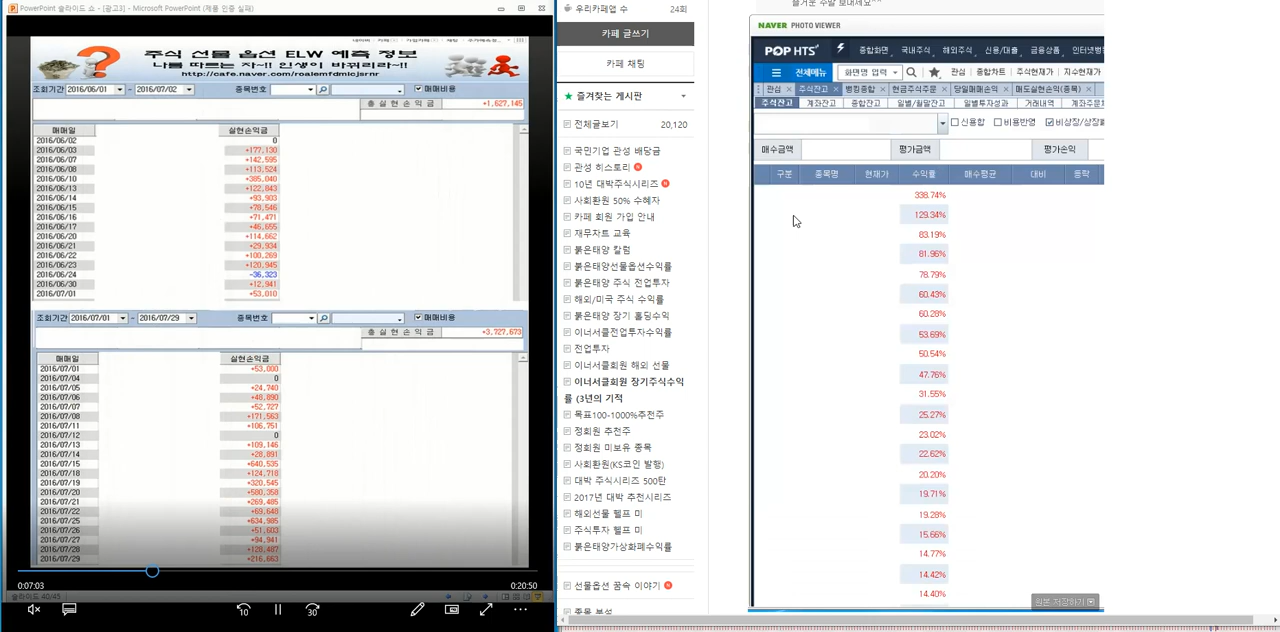 PowerPoint 슬라이드 쇼 - [광고3] - Microsoft PowerPoint (제품 인증 실패)
주식 선물 옵션 ELW 예측 정보
나를 따르는 자~!! 인생이 바뀌리라~!!
http://cafe.naver.com/roalemfdmlojsrnr
조회기간 2016/06/01 - 2016/07/02 종목번호 매매비용
총 실 현 손 익 금 +1,627,145
매매일 실현손익금
2016/06/02 0
2016/06/03 +177,130
2016/06/07 +142,595
2016/06/08 +113,524
2016/06/10 +385,040
2016/06/13 +122,843
2016/06/14 +93,903
2016/06/15 +78,546
2016/06/16 +71,471
2016/06/17 +46,655
2016/06/20 +114,662
2016/06/21 +29,934
2016/06/22 +100,269
2016/06/23 +120,945
2016/06/24 -36,323
2016/06/30 +12,941
2016/07/01 +53,010
조회기간 2016/07/01 - 2016/07/29 종목번호 매매비용
총 실 현 손 익 금 +3,727,673
매매일 실현손익금
2016/07/01 +53,000
2016/07/04 0
2016/07/05 +24,740
2016/07/06 +48,890
2016/07/07 +52,727
2016/07/08 +171,563
2016/07/11 +106,751
2016/07/12 0
2016/07/13 +109,146
2016/07/14 +28,891
2016/07/15 +640,535
2016/07/18 +124,718
2016/07/19 +320,545
2016/07/20 +580,358
2016/07/21 +269,485
2016/07/22 +69,648
2016/07/25 +634,985
2016/07/26 +51,603
2016/07/27 +94,941
2016/07/28 +128,487
2016/07/29 +216,663
0:07:03 0:20:50
슬라이드 40/45
10 30
우리카페앱 수 24회
카페 글쓰기
카페 채팅
즐겨찾는 게시판
전체글보기 20,120
국민기업 관성 배당금
관성 히스토리
10년 대박주식시리즈
사회환원 50% 수혜자
카페 회원 가입 안내
재무차트 교육
붉은태양 칼럼
붉은태양선물옵션수익률
붉은태양 주식 전업투자
해외/미국 주식 수익률
붉은태양 장기 홀딩수익
이너서클전업투자수익률
전업투자
이너서클회원 해외 선물
이너서클회원 장기주식수익
률 (3년의 기적
목표100-1000%추천주
정회원 추천주
정회원 미보유 종목
사회환원(KS코인 발행)
대박 주식시리즈 500탄
2017년 대박 추천시리즈
해외선물 헬프 미
주식투자 헬프 미
붉은태양가상화폐수익률
선물옵션 꿈속 이야기
종목 분석
즐거운 주말 보내세요^^
NAVER PHOTO VIEWER
POP HTS 종합화면 국내주식 해외주식 신용/대출 금융상품 인터넷뱅
전체메뉴 화면명 입력 관심 종합차트 주식현재가 지수현재가
관심 주식잔고 뱅킹종합 현금주식주문 당일매매손익 매도실현손익(종목)
주식잔고 계좌잔고 종합잔고 일별/월말잔고 일별투자성과 거래내역 계좌주문
신용합 비용반영 비상장/상장폐
매수금액 평가금액 평가손익
구분 종목명 현재가 수익률 매수평균 대비 등락
338.74%
129.34%
83.19%
81.96%
78.79%
60.43%
60.28%
53.69%
50.54%
47.76%
31.55%
25.27%
23.02%
22.62%
20.20%
19.71%
19.28%
15.66%
14.77%
14.42%
14.40%
원본 저장하기